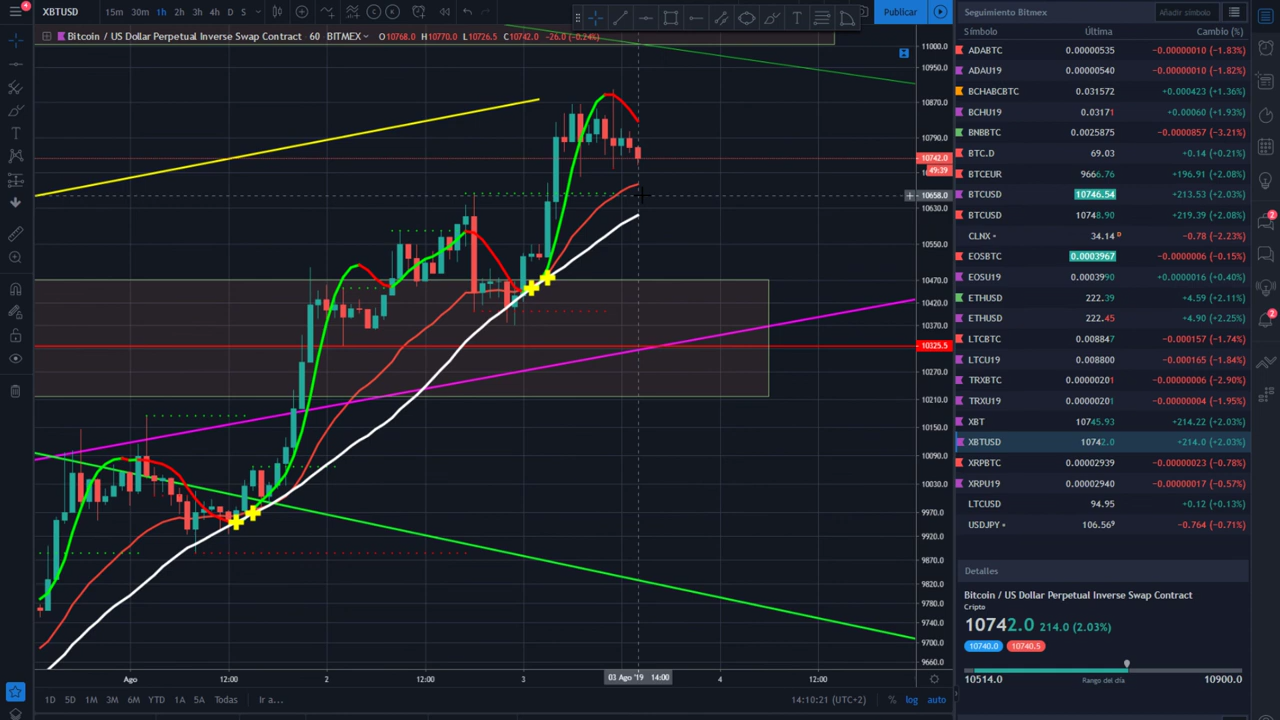 4
XBTUSD
15m 30m 1h 2h 3h 4h D S
Publicar
Bitcoin / US Dollar Perpetual Inverse Swap Contract 60 BITMEX O10768.0 H10770.0 L10726.5 C10742.0 -26.0 (-0.24%)
11000.0
10950.0
10870.0
10790.0
10742.0
49:39
10658.0
10630.0
10550.0
10470.0
10420.0
10370.0
10325.5
10270.0
10210.0
10150.0
10090.0
10030.0
9970.0
9920.0
9870.0
9820.0
9780.0
9740.0
9700.0
9660.0
Ago 12:00 2 12:00 3 03 Ago '19 14:00 4 12:00
1D 5D 1M 3M 6M YTD 1A 5A Todas Ir a...
14:10:21 (UTC+2) % log auto
Seguimiento Bitmex
Añadir símbolo
Símbolo Última Cambio (%)
ADABTC 0.00000535 -0.00000010 (-1.83%)
ADAU19 0.00000540 -0.00000010 (-1.82%)
BCHABCBTC 0.031572 +0.000423 (+1.36%)
BCHU19 0.03171 +0.00060 (+1.93%)
BNBBTC 0.0025875 -0.0000857 (-3.21%)
BTC.D 69.03 +0.14 (+0.21%)
BTCEUR 9666.76 +196.91 (+2.08%)
BTCUSD 10746.54 +213.53 (+2.03%)
BTCUSD 10748.90 +219.39 (+2.08%)
CLNX 34.14 D -0.78 (-2.23%)
EOSBTC 0.0003967 -0.0000006 (-0.15%)
EOSU19 0.0003990 +0.0000016 (+0.40%)
ETHUSD 222.39 +4.59 (+2.11%)
ETHUSD 222.45 +4.90 (+2.25%)
LTCBTC 0.008847 -0.000157 (-1.74%)
LTCU19 0.008800 -0.000165 (-1.84%)
TRXBTC 0.00000201 -0.00000006 (-2.90%)
TRXU19 0.00000201 -0.00000004 (-1.95%)
XBT 10745.93 +214.22 (+2.03%)
XBTUSD 10742.0 +214.0 (+2.03%)
XRPBTC 0.00002939 -0.00000023 (-0.78%)
XRPU19 0.00002940 -0.00000017 (-0.57%)
LTCUSD 94.95 +0.12 (+0.13%)
USDJPY 106.569 -0.764 (-0.71%)
Detalles
Bitcoin / US Dollar Perpetual Inverse Swap Contract
Cripto
10742.0 214.0 (2.03%)
10740.0 10740.5
10514.0 Rango del día 10900.0
2
2